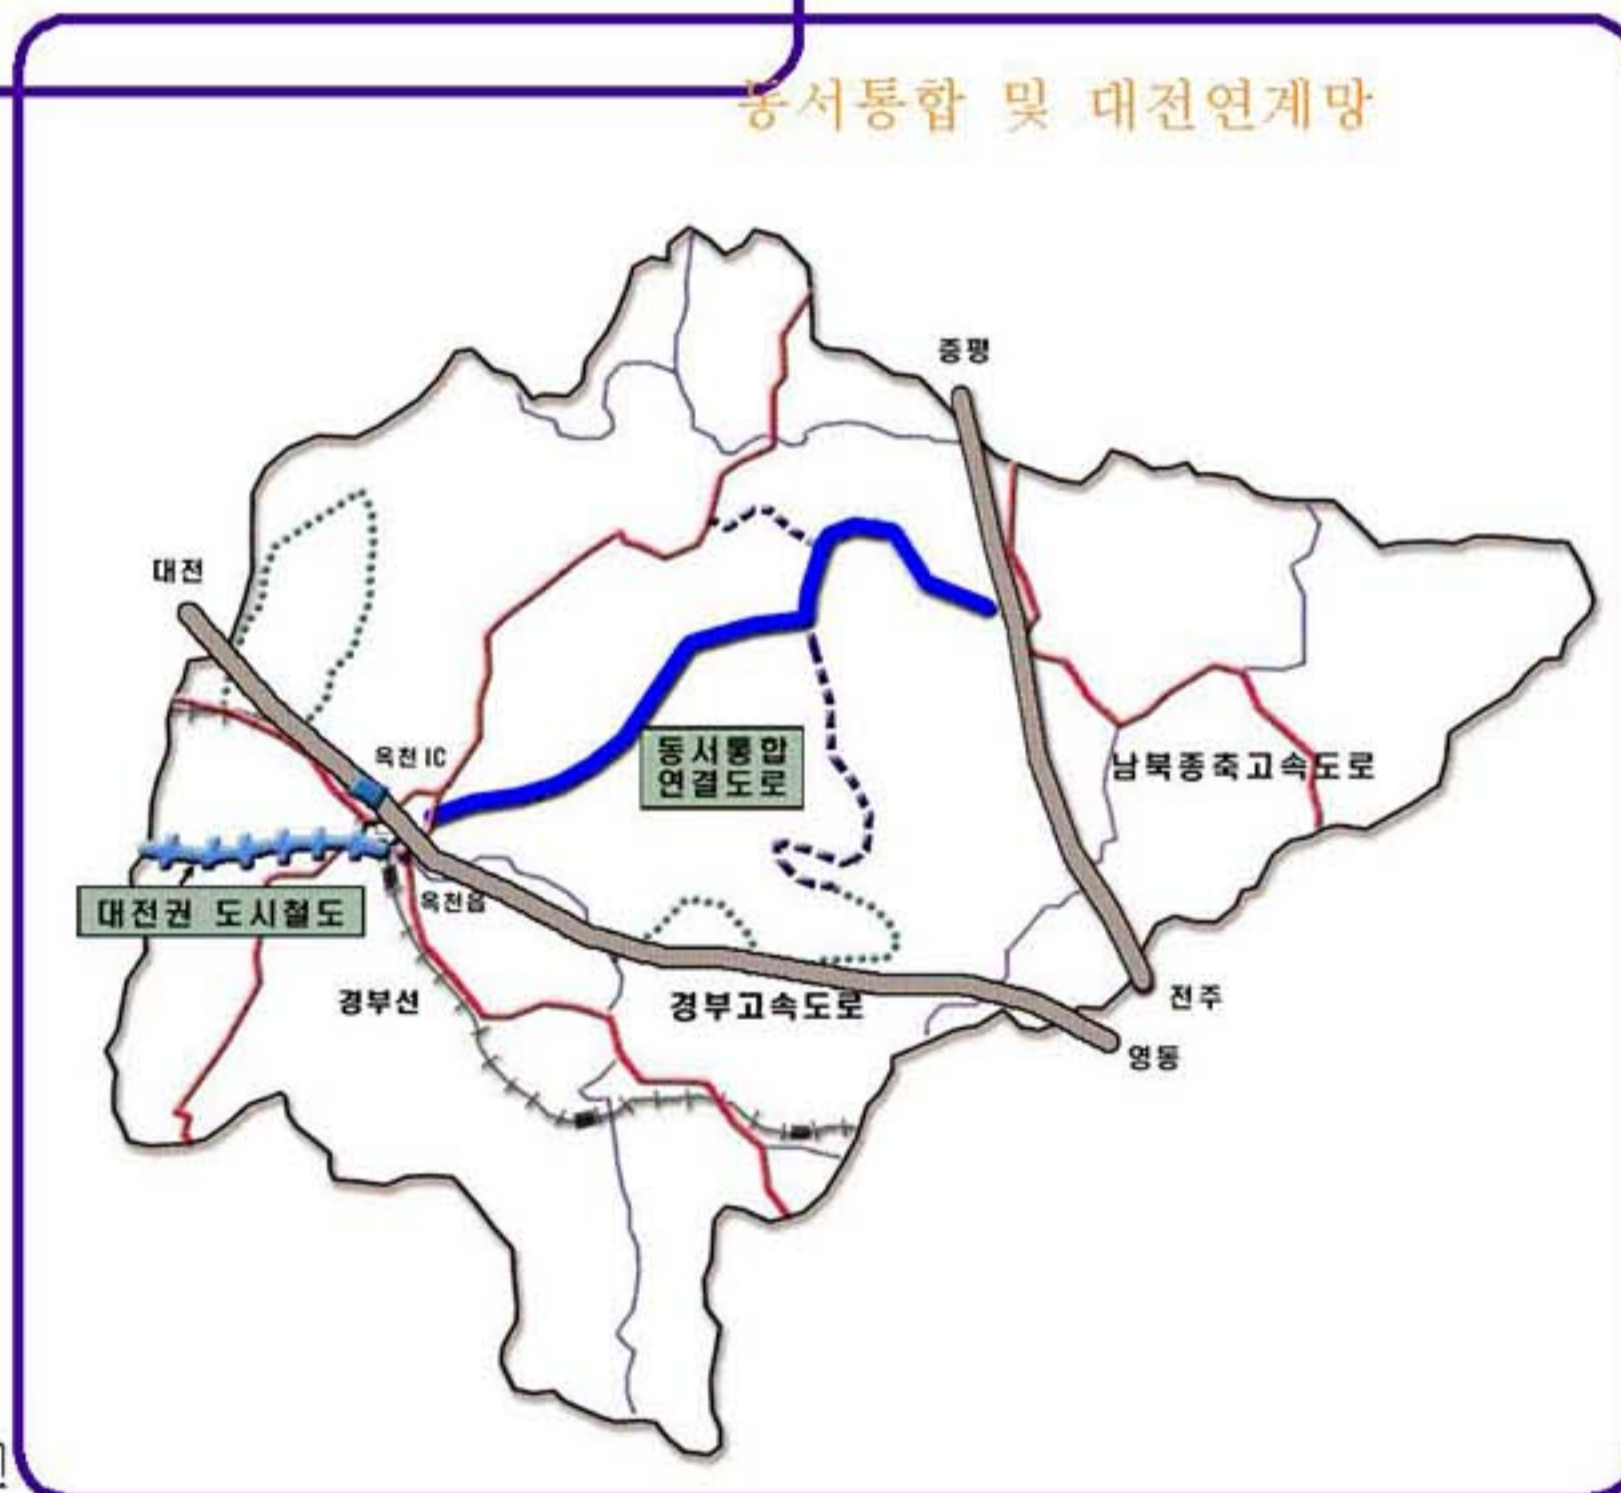 동서통합 및 대전연계망
증평
대전
옥천 IC
동서통합
연결도로
남북종축고속도로
대전권 도시철도
옥천읍
경부선
경부고속도로
전주
영동